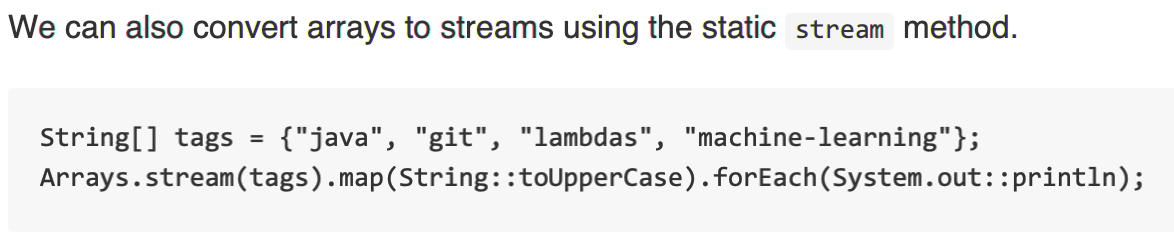 We can also convert arrays to streams using the static stream method.
String[] tags = {"java", "git", "lambdas", "machine-learning"};
Arrays.stream(tags).map(String::toUpperCase).forEach(System.out::println);